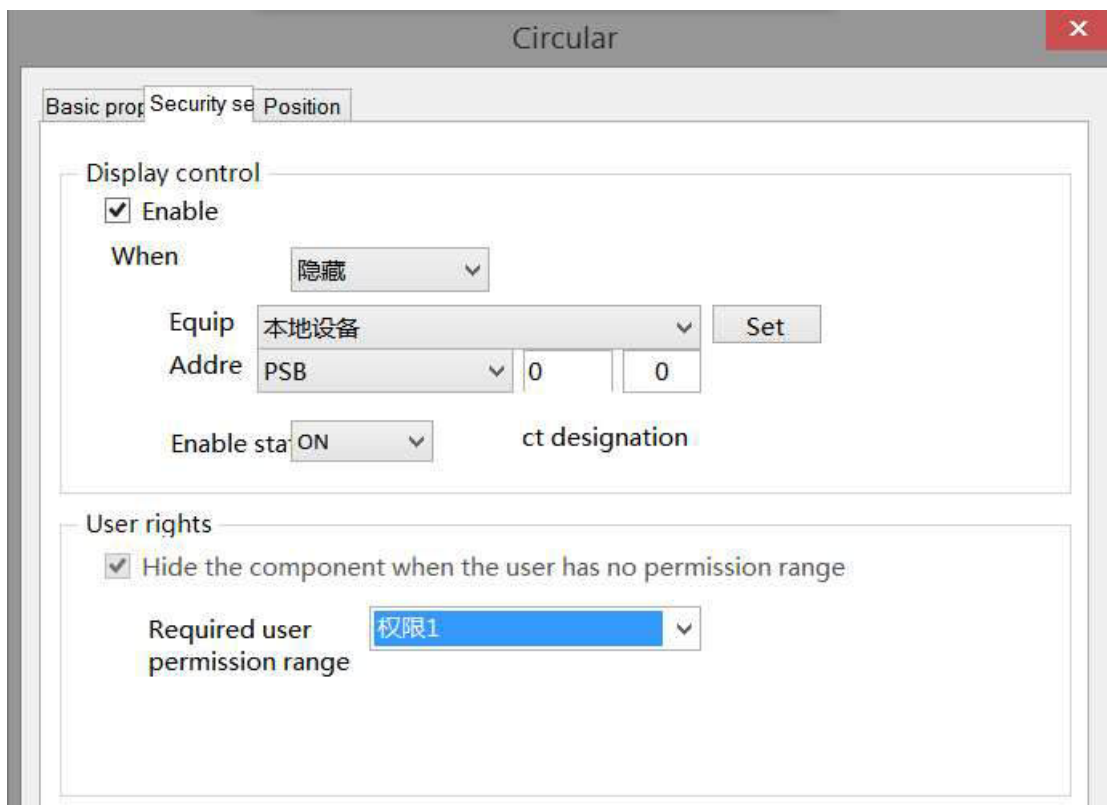 Circular
Basic prop Security se Position
Display control
Enable
When 隐藏
Equip 本地设备 Set
Addre PSB 0 0
Enable stat ON ct designation
User rights
Hide the component when the user has no permission range
Required user 权限1
permission range